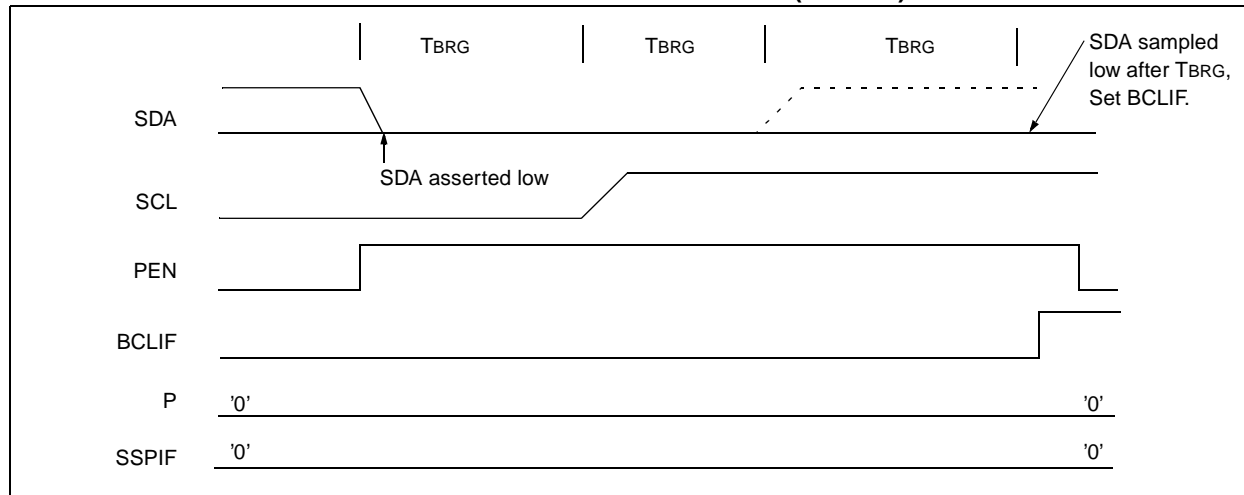 TBRG TBRG TBRG
SDA sampled
low after TBRG,
Set BCLIF.
SDA
SDA asserted low
SCL
PEN
BCLIF
P '0' '0'
SSPIF '0' '0'